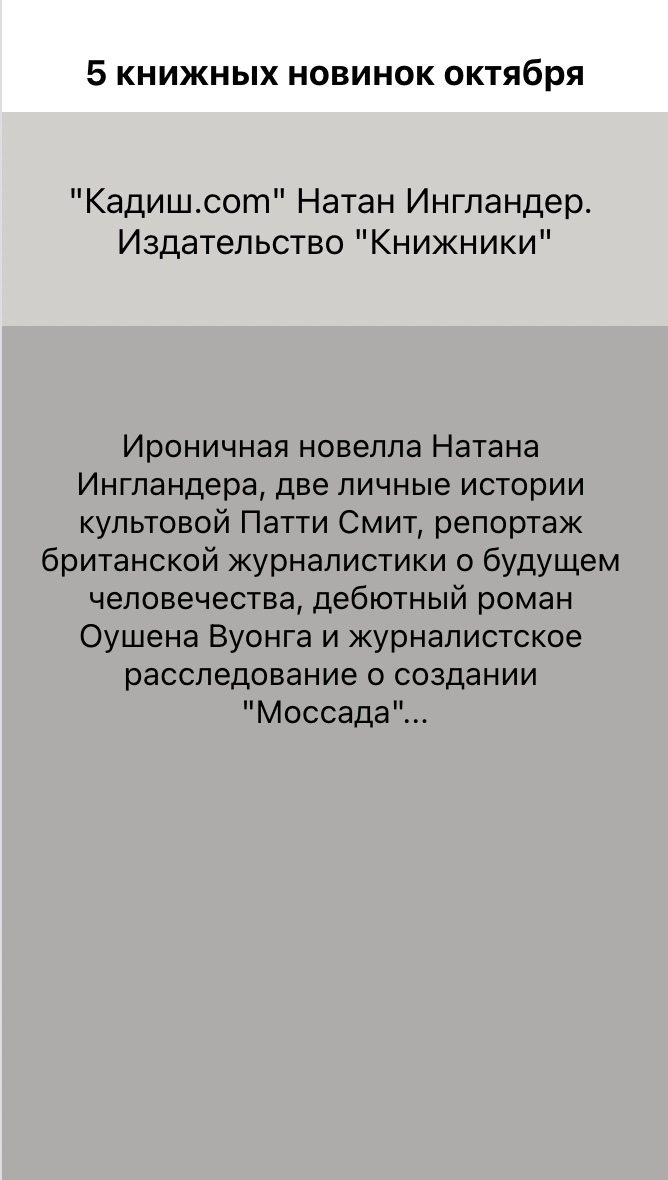 5 книжных новинок октября
"Кадиш.com" Натан Ингландер.
Издательство "Книжники"
Ироничная новелла Натана
Ингландера, две личные истории
культовой Патти Смит, репортаж
британской журналистики о будущем
человечества, дебютный роман
Оушена Вуонга и журналистское
расследование о создании
"Моссада"...